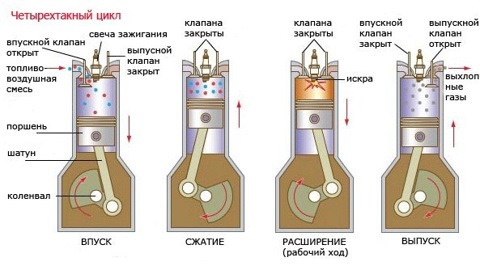 Четырехтактный цикл
впускной клапан
открыт
свеча зажигания
выпускной
клапан
закрыт
топливо-
воздушная
смесь
поршень
шатун
коленвал
ВПУСК
клапана
закрыты
СЖАТИЕ
клапана
закрыты
искра
РАСШИРЕНИЕ
(рабочий ход)
впускной
клапан
закрыт
выпускной
клапан
открыт
выхлоп
ные
газы
ВЫПУСК